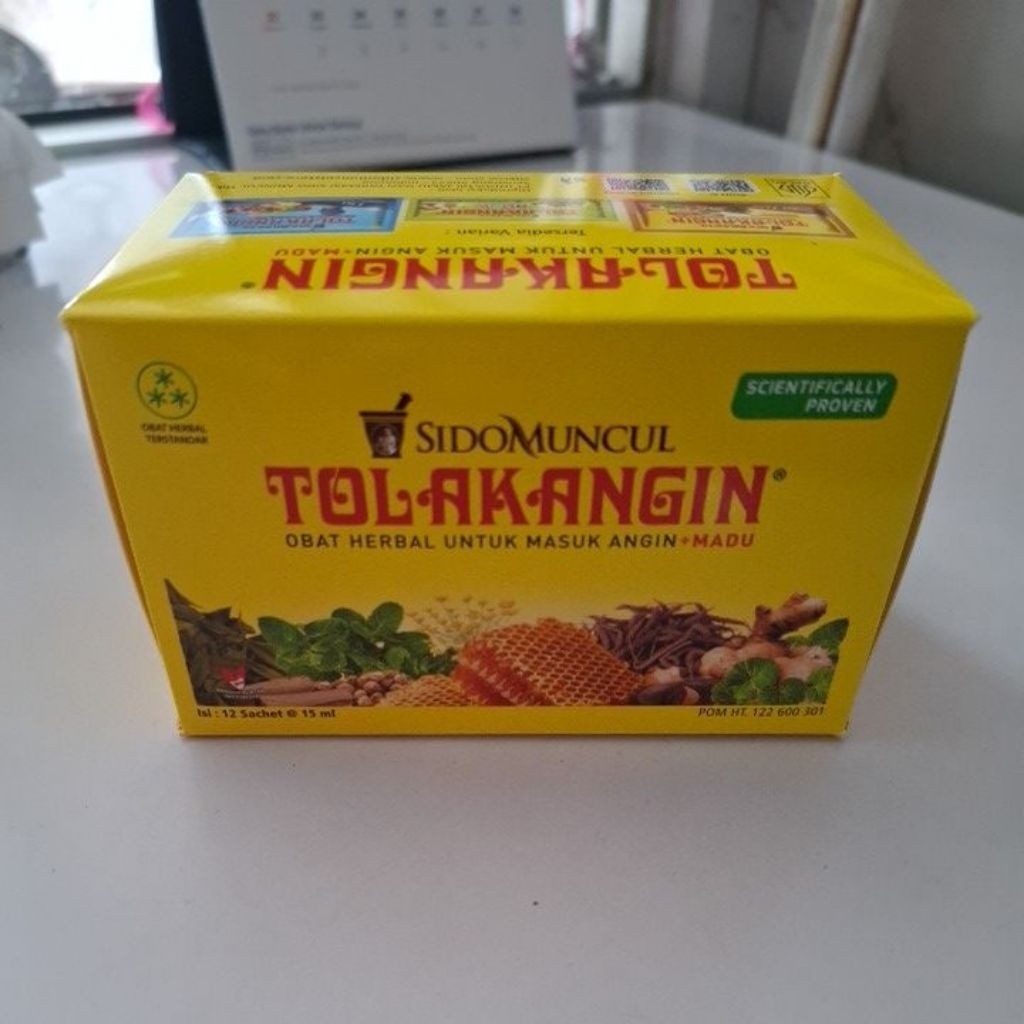 Tersedia Varian :
OBAT HERBAL UNTUK MASUK ANGIN+MADU
TOLAKANGIN®
OBAT HERBAL
TERSTANDAR
SCIENTIFICALLY
PROVEN
SIDOMUNCUL
TOLAKANGIN®
OBAT HERBAL UNTUK MASUK ANGIN+MADU
Isi : 12 Sachet @ 15 ml
POM HT. 122 600 301